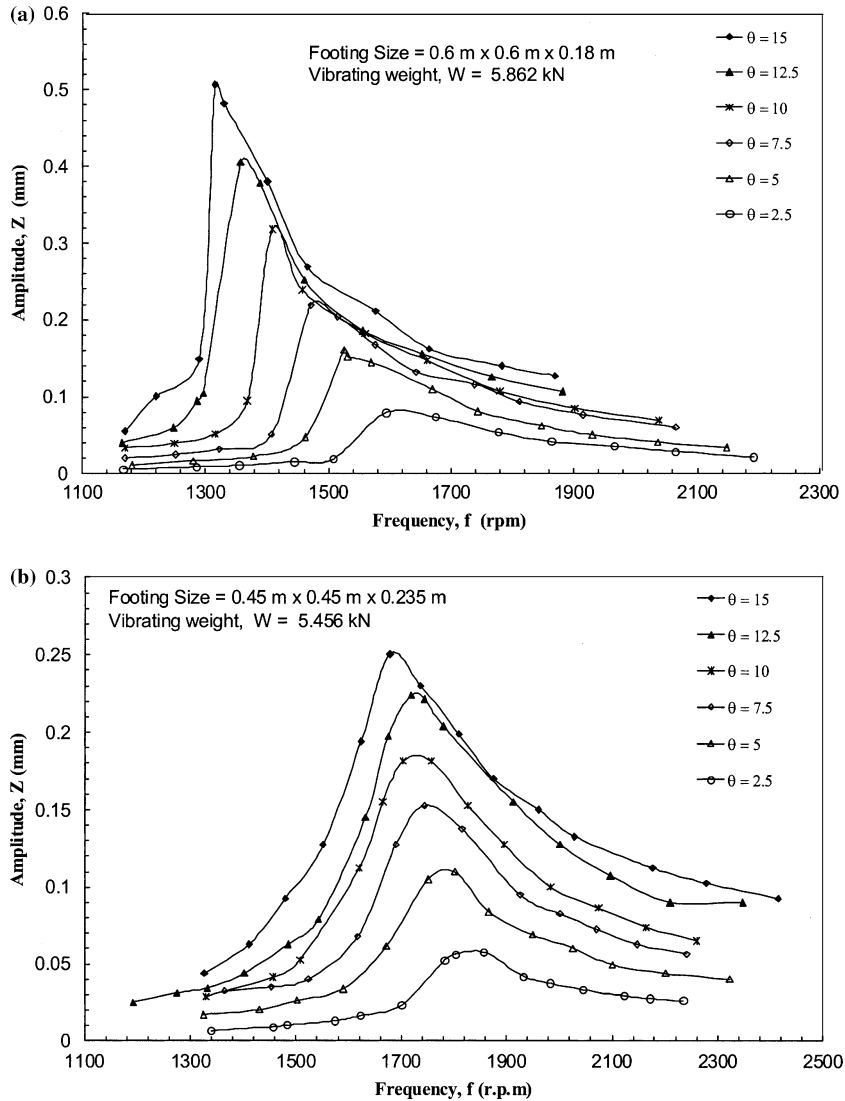 (a)
0.6
0.5
0.4
0.3
0.2
0.1
0
Amplitude, Z (mm)
Footing Size = 0.6 m x 0.6 m x 0.18 m
Vibrating weight, W = 5.862 kN
θ = 15
θ = 12.5
θ = 10
θ = 7.5
θ = 5
θ = 2.5
1100 1300 1500 1700 1900 2100 2300
Frequency, f (rpm)
(b)
0.3
0.25
0.2
0.15
0.1
0.05
0
Amplitude, Z (mm)
Footing Size = 0.45 m x 0.45 m x 0.235 m
Vibrating weight, W = 5.456 kN
θ = 15
θ = 12.5
θ = 10
θ = 7.5
θ = 5
θ = 2.5
1100 1300 1500 1700 1900 2100 2300 2500
Frequency, f (r.p.m)